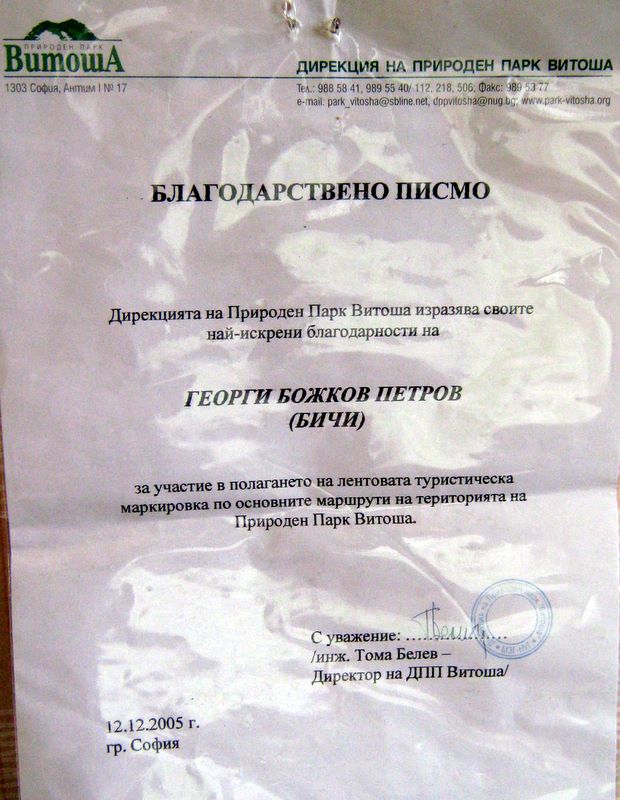 ПРИРОДЕН ПАРК
ВИТОША
1303 София, Антим I № 17
ДИРЕКЦИЯ НА ПРИРОДЕН ПАРК ВИТОША
Тел.: 988 58 41, 989 55 40/ 112, 218, 506; Факс: 989 53 77
e-mail: park_vitosha@sbline.net, dppvitosha@nug.bg; www.park-vitosha.org
БЛАГОДАРСТВЕНО ПИСМО
Дирекцията на Природен Парк Витоша изразява своите
най-искрени благодарности на
ГЕОРГИ БОЖКОВ ПЕТРОВ
(БИЧИ)
за участие в полагането на лентовата туристическа
маркировка по основните маршрути на територията на
Природен Парк Витоша.
С уважение: ..................
/инж. Тома Белев –
Директор на ДПП Витоша/
12.12.2005 г.
гр. София